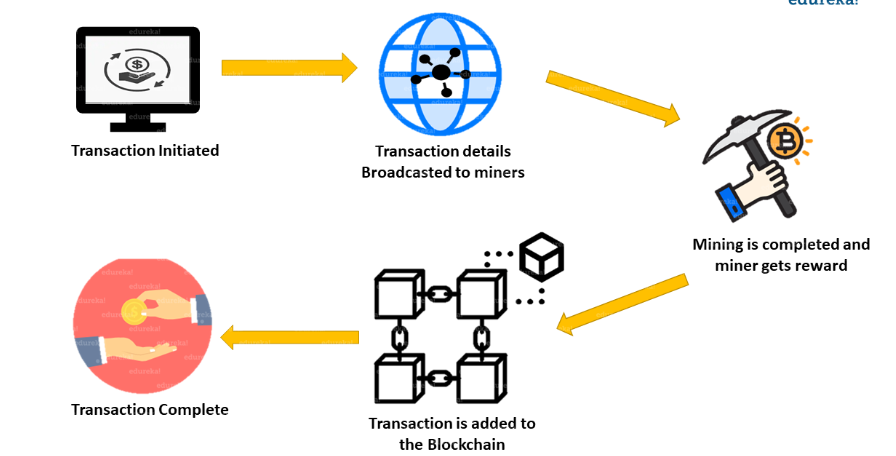 edureka!
Transaction Initiated
Transaction details
Broadcasted to miners
Mining is completed and
miner gets reward
Transaction is added to
the Blockchain
Transaction Complete